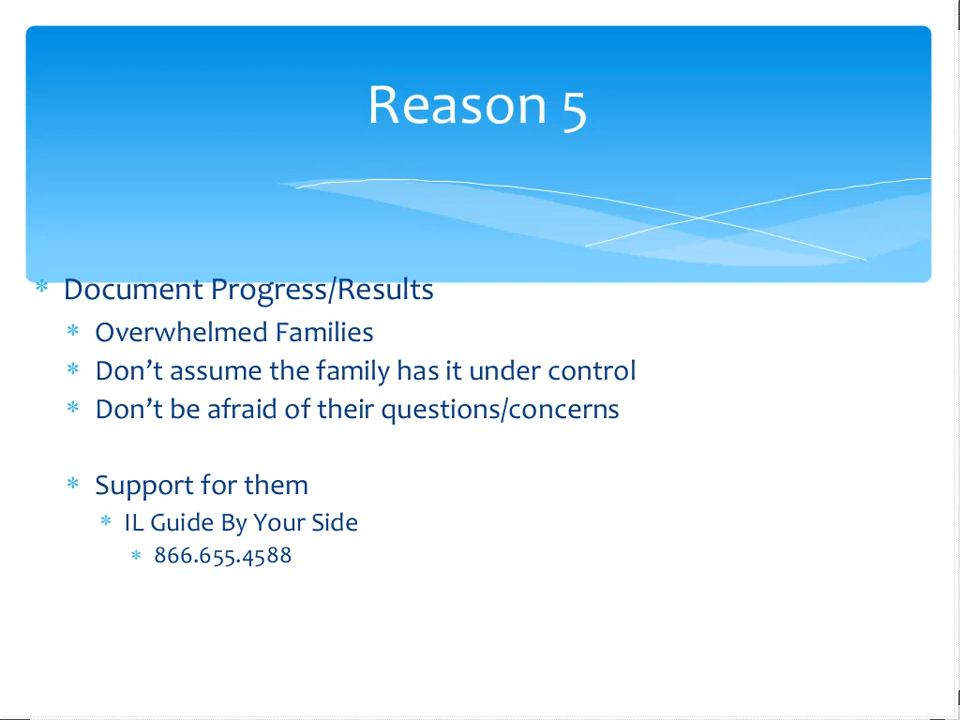 Reason 5
* Document Progress/Results
* Overwhelmed Families
* Don’t assume the family has it under control
* Don’t be afraid of their questions/concerns
* Support for them
* IL Guide By Your Side
* 866.655.4588